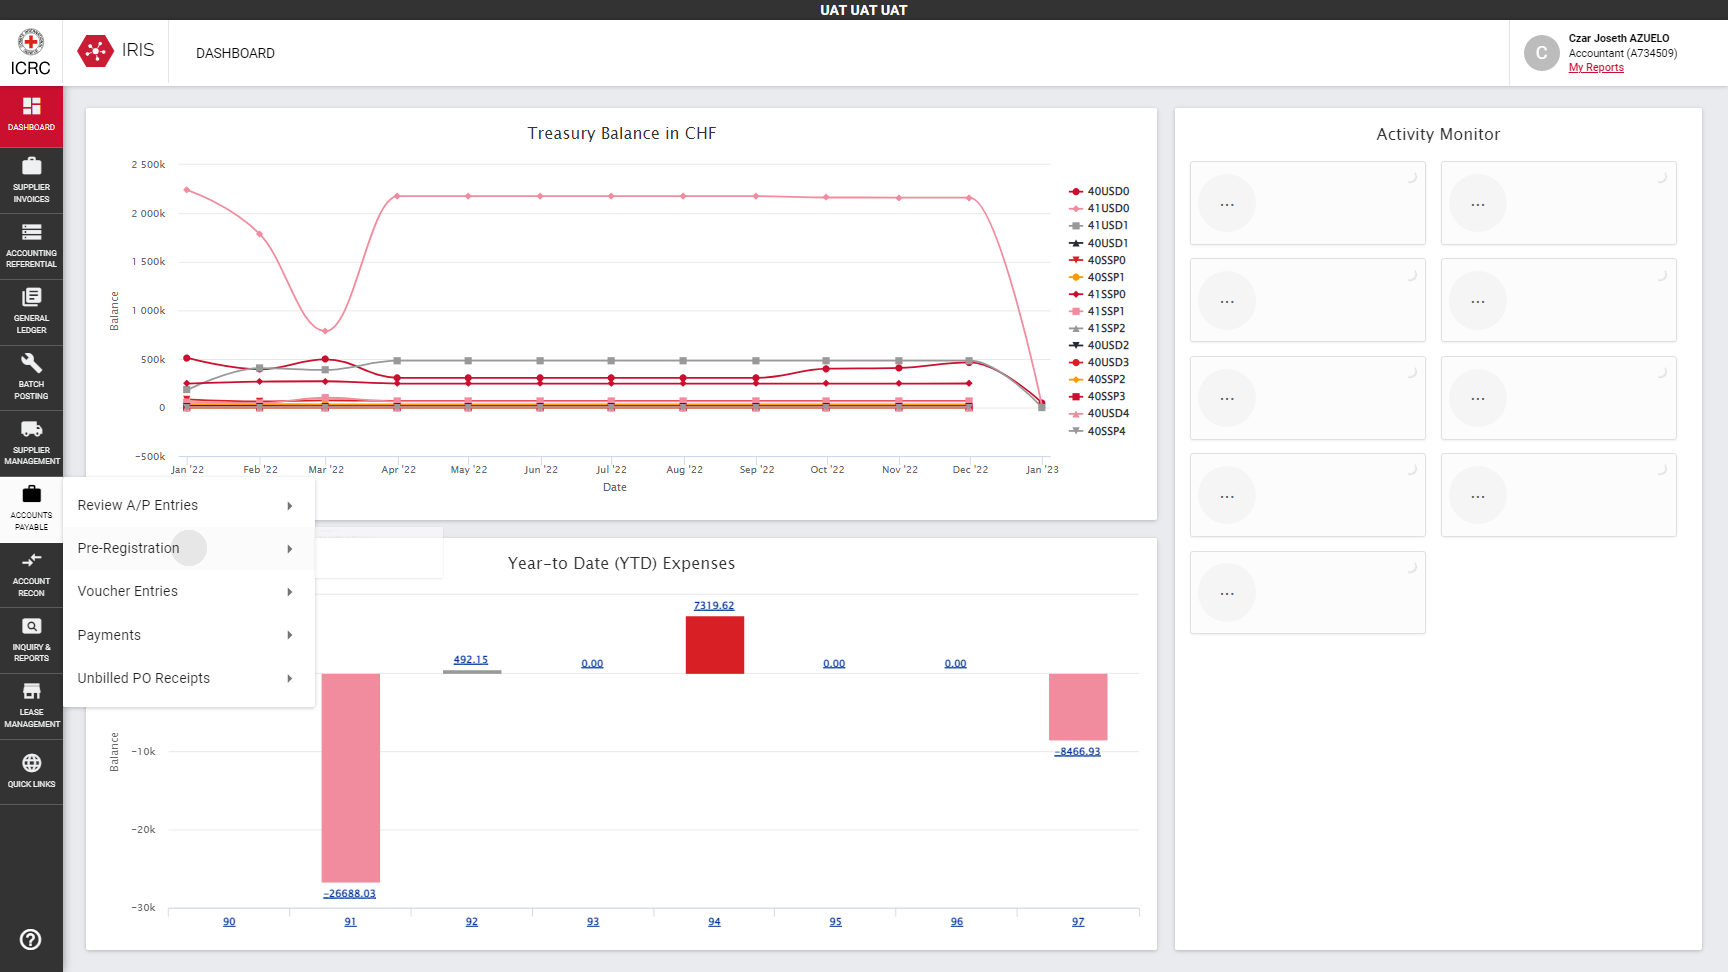 UAT UAT UAT
ICRC
IRIS
DASHBOARD
C
Czar Joseth AZUELO
Accountant (A734509)
My Reports
DASHBOARD
SUPPLIER
INVOICES
ACCOUNTING
REFERENTIAL
GENERAL
LEDGER
BATCH
POSTING
SUPPLIER
MANAGEMENT
ACCOUNTS
PAYABLE
ACCOUNT
RECON
INQUIRY &
REPORTS
LEASE
MANAGEMENT
QUICK LINKS
Review A/P Entries
Pre-Registration
Voucher Entries
Payments
Unbilled PO Receipts
Treasury Balance in CHF
2 500k
2 000k
1 500k
1 000k
500k
0
-500k
Balance
Jan '22
Feb '22
Mar '22
Apr '22
May '22
Jun '22
Jul '22
Aug '22
Sep '22
Oct '22
Nov '22
Dec '22
Jan '23
Date
40USD0
41USD0
41USD1
40USD1
40SSP0
40SSP1
41SSP0
41SSP1
41SSP2
40USD2
40USD3
40SSP2
40SSP3
40USD4
40SSP4
Year-to Date (YTD) Expenses
Balance
-10k
-20k
-30k
-26688.03
492.15
0.00
7319.62
0.00
0.00
-8466.93
90
91
92
93
94
95
96
97
Activity Monitor
...
...
...
...
...
...
...
...
...